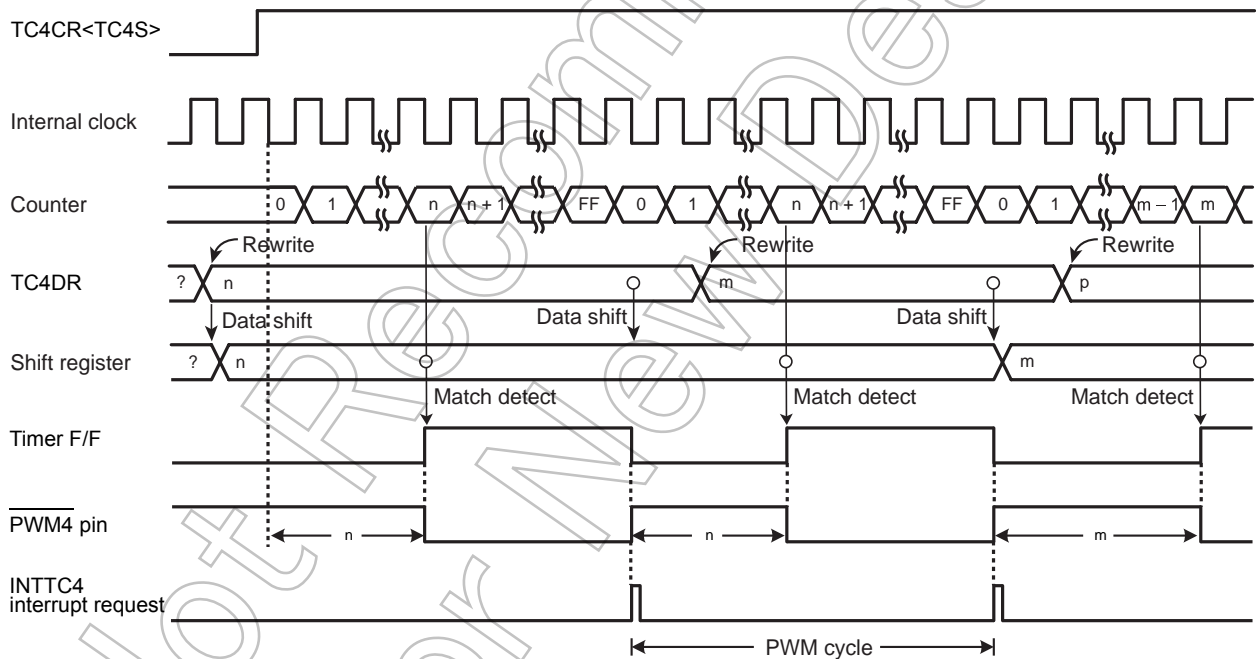 TC4CR<TC4S>
Internal clock
Counter
0 1 n n + 1 FF 0 1 n n + 1 FF 0 1 m – 1 m
Rewrite Rewrite Rewrite
TC4DR
? n m p
Data shift Data shift Data shift
Shift register
? n m
Match detect Match detect Match detect
Timer F/F
PWM4 pin
n n m
INTTC4
interrupt request
PWM cycle